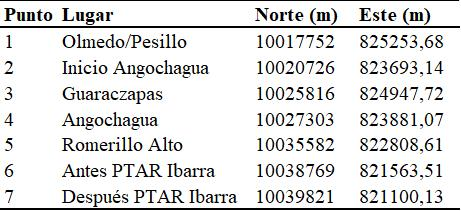 Punto Lugar Norte (m) Este (m)
1 Olmedo/Pesillo 10017752 825253,68
2 Inicio Angochagua 10020726 823693,14
3 Guaraczapas 10025816 824947,72
4 Angochagua 10027303 823881,07
5 Romerillo Alto 10035582 822808,61
6 Antes PTAR Ibarra 10038769 821563,51
7 Después PTAR Ibarra 10039821 821100,13